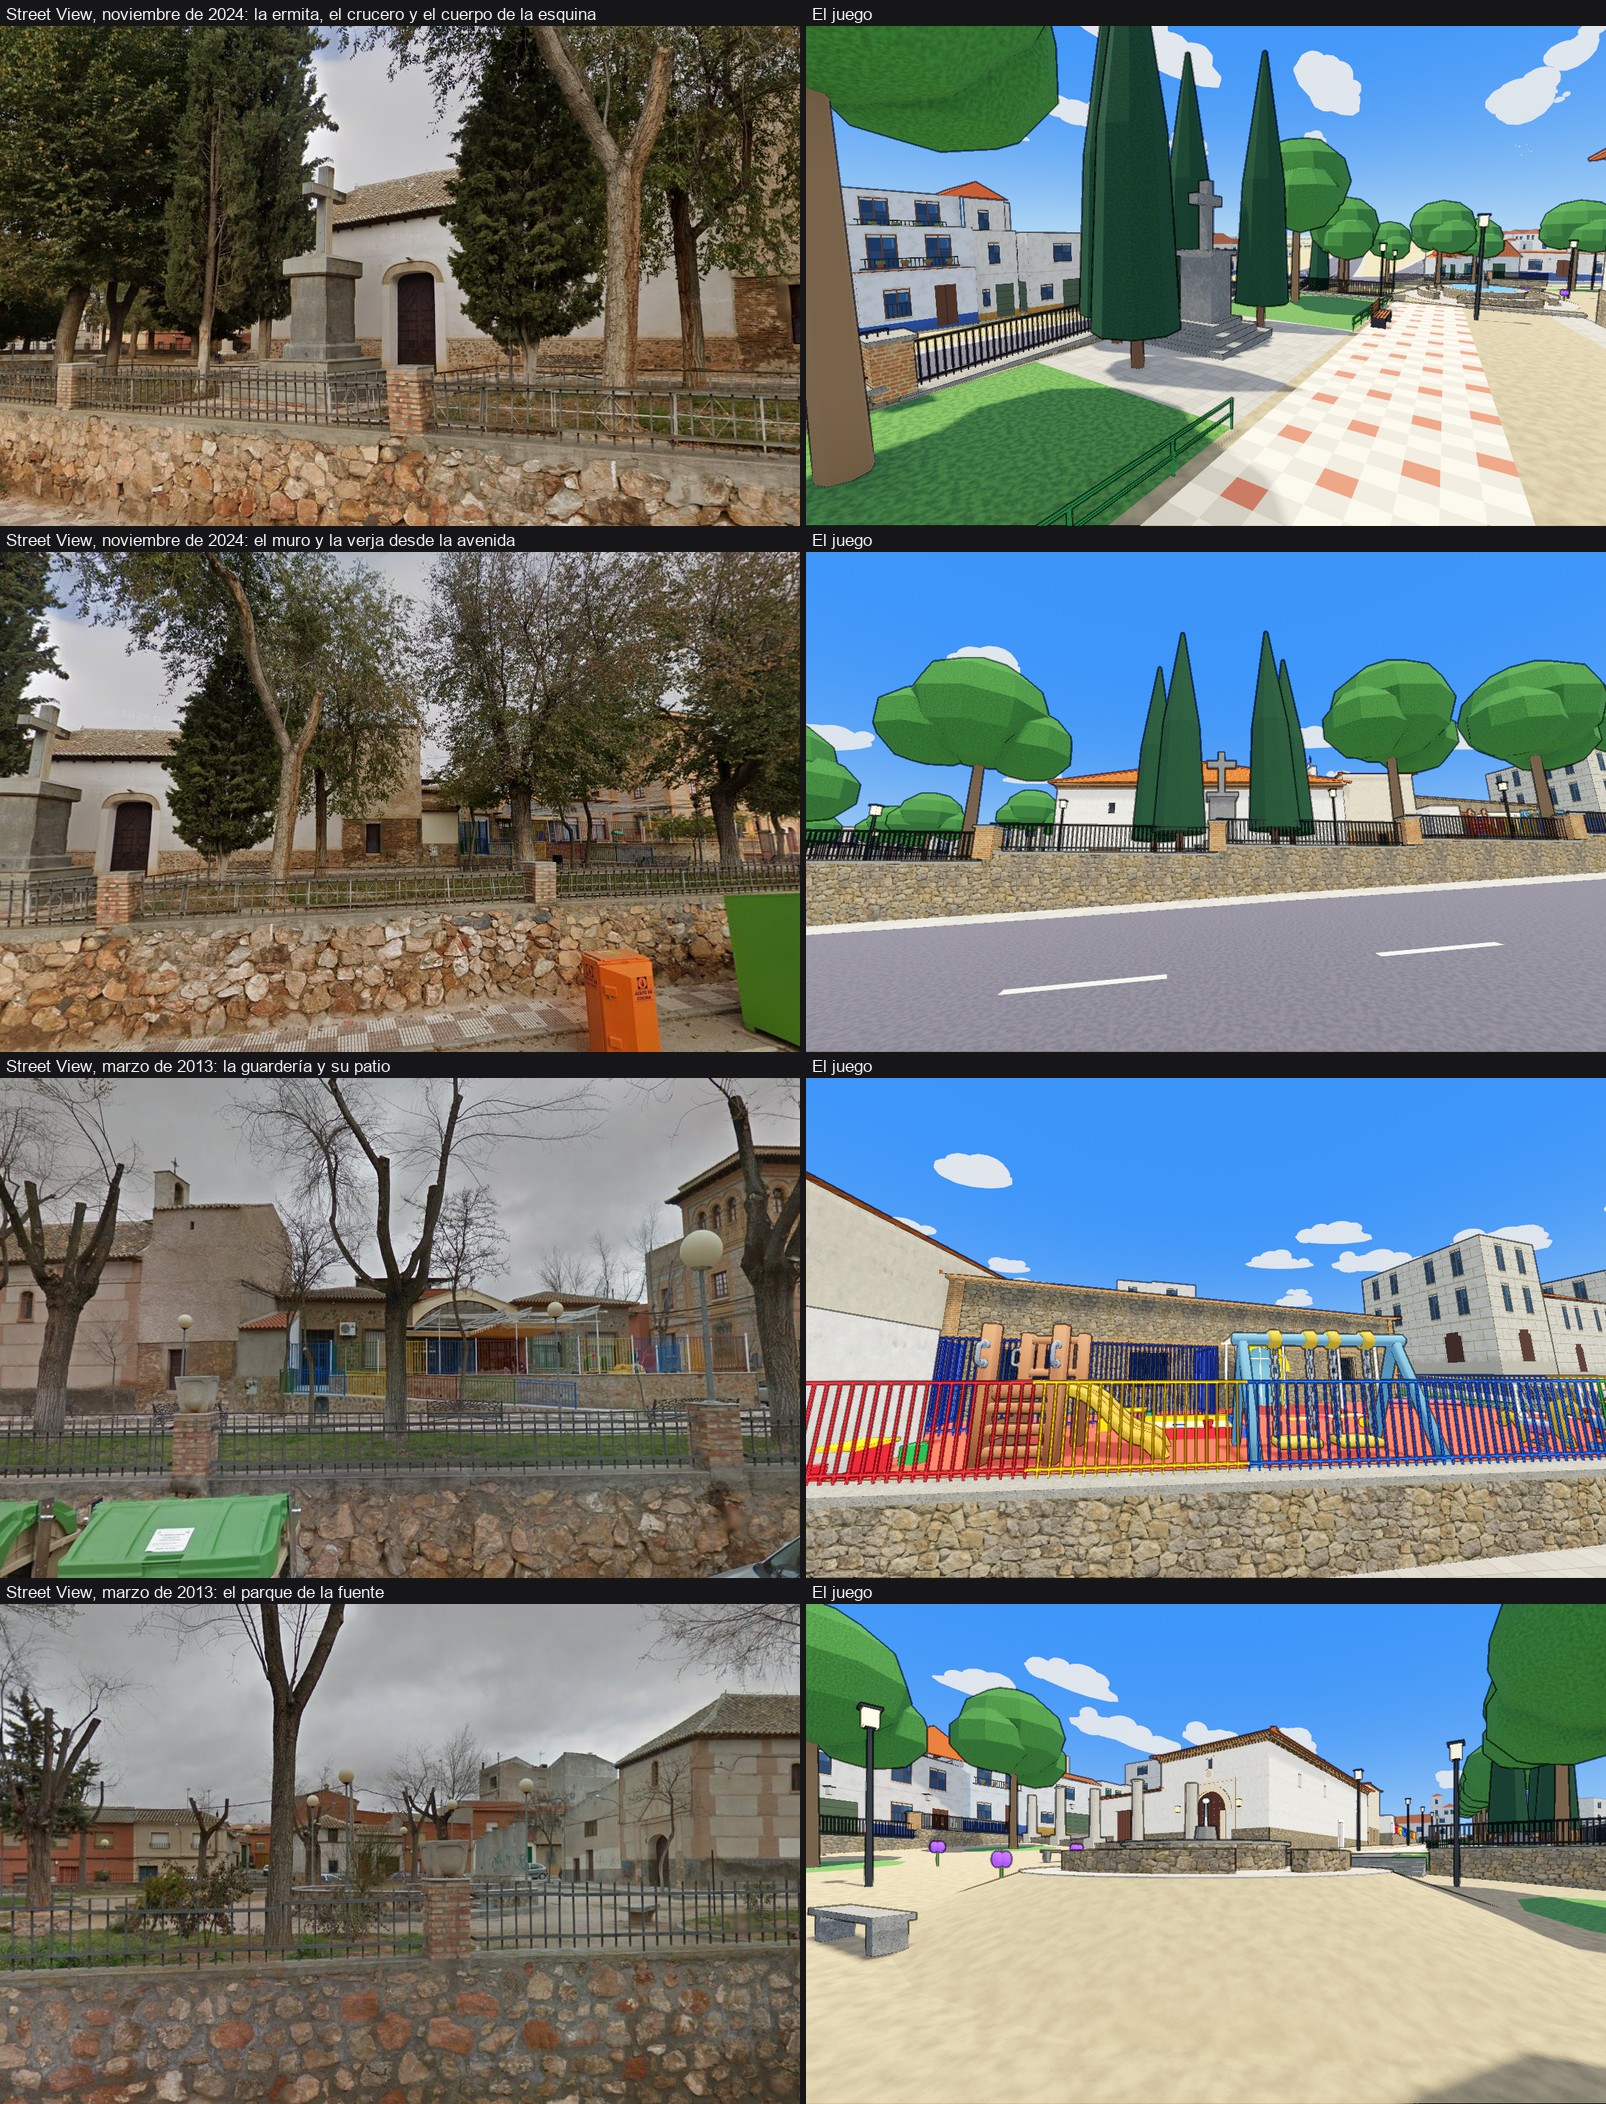 Street View, noviembre de 2024: la ermita, el crucero y el cuerpo de la esquina
El juego
Street View, noviembre de 2024: el muro y la verja desde la avenida
El juego
Street View, marzo de 2013: la guardería y su patio
El juego
Street View, marzo de 2013: el parque de la fuente
El juego